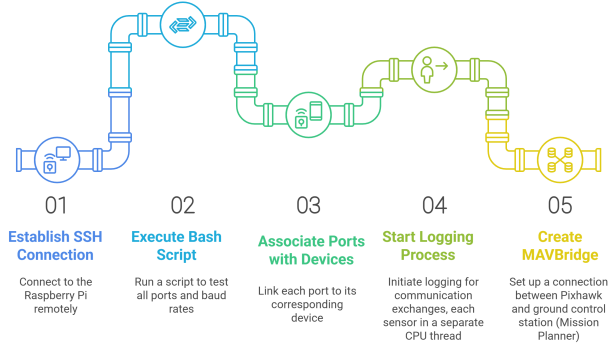 01
Establish SSH
Connection
Connect to the
Raspberry Pi
remotely
02
Execute Bash
Script
Run a script to test
all ports and baud
rates
03
Associate Ports
with Devices
Link each port to its
corresponding
device
04
Start Logging
Process
Initiate logging for
communication
exchanges, each
sensor in a separate
CPU thread
05
Create
MAVBridge
Set up a connection
between Pixhawk
and ground control
station (Mission
Planner)